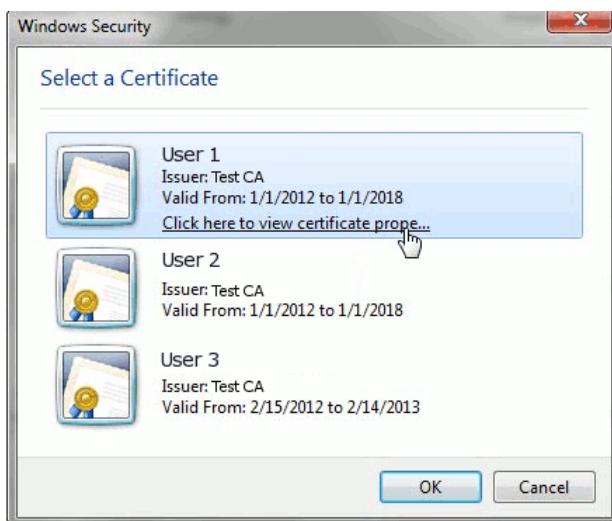 Windows Security
Select a Certificate
User 1
Issuer: Test CA
Valid From: 1/1/2012 to 1/1/2018
Click here to view certificate prope...
User 2
Issuer: Test CA
Valid From: 1/1/2012 to 1/1/2018
User 3
Issuer: Test CA
Valid From: 2/15/2012 to 2/14/2013
OK
Cancel